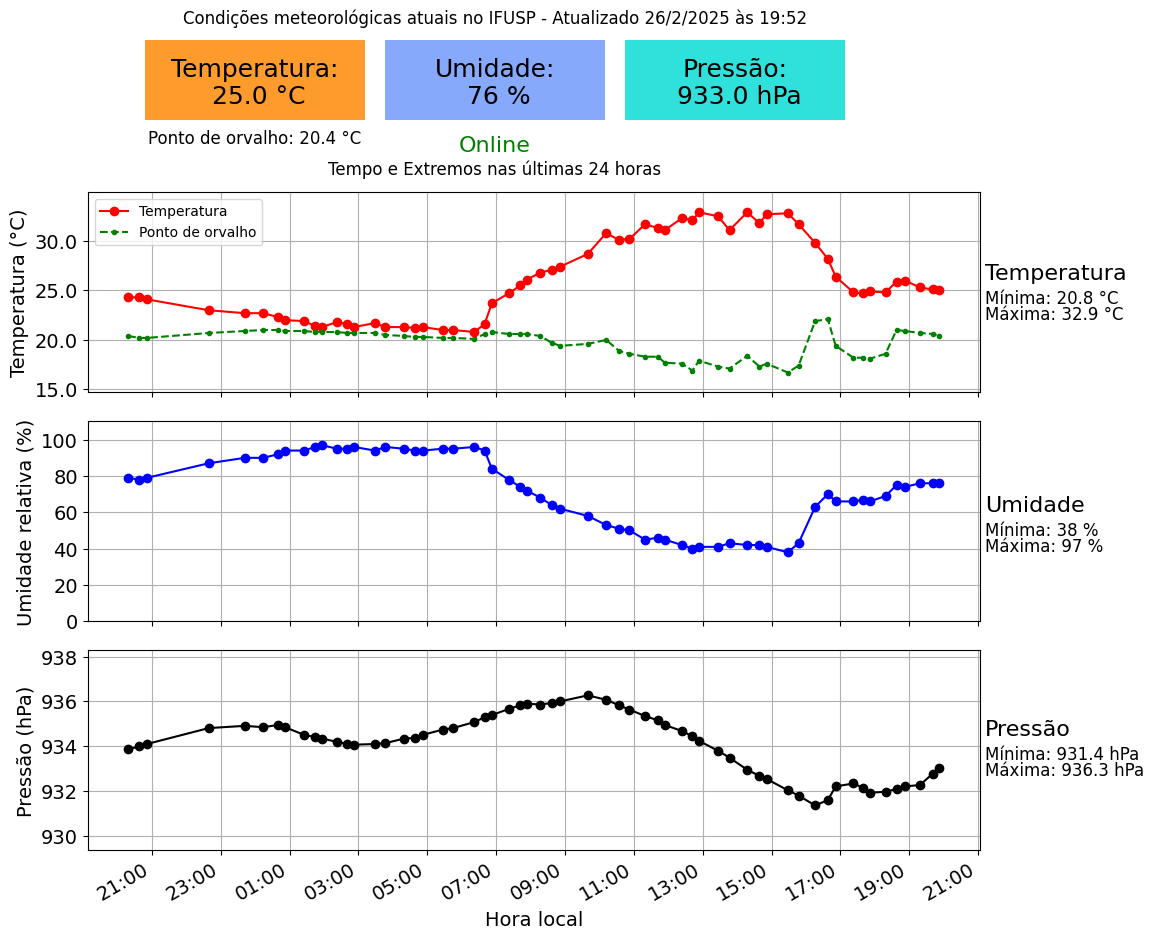 Condições meteorológicas atuais no IFUSP - Atualizado 26/2/2025 às 19:52
Temperatura:
25.0 °C
Umidade:
76 %
Pressão:
933.0 hPa
Ponto de orvalho: 20.4 °C
Online
Tempo e Extremos nas últimas 24 horas
Temperatura (°C)
30.0
25.0
20.0
15.0
Temperatura
Ponto de orvalho
Temperatura
Mínima: 20.8 °C
Máxima: 32.9 °C
Umidade relativa (%)
100
80
60
40
20
0
Umidade
Mínima: 38 %
Máxima: 97 %
Pressão (hPa)
938
936
934
932
930
Pressão
Mínima: 931.4 hPa
Máxima: 936.3 hPa
21:00
23:00
01:00
03:00
05:00
07:00
09:00
11:00
13:00
15:00
17:00
19:00
21:00
Hora local